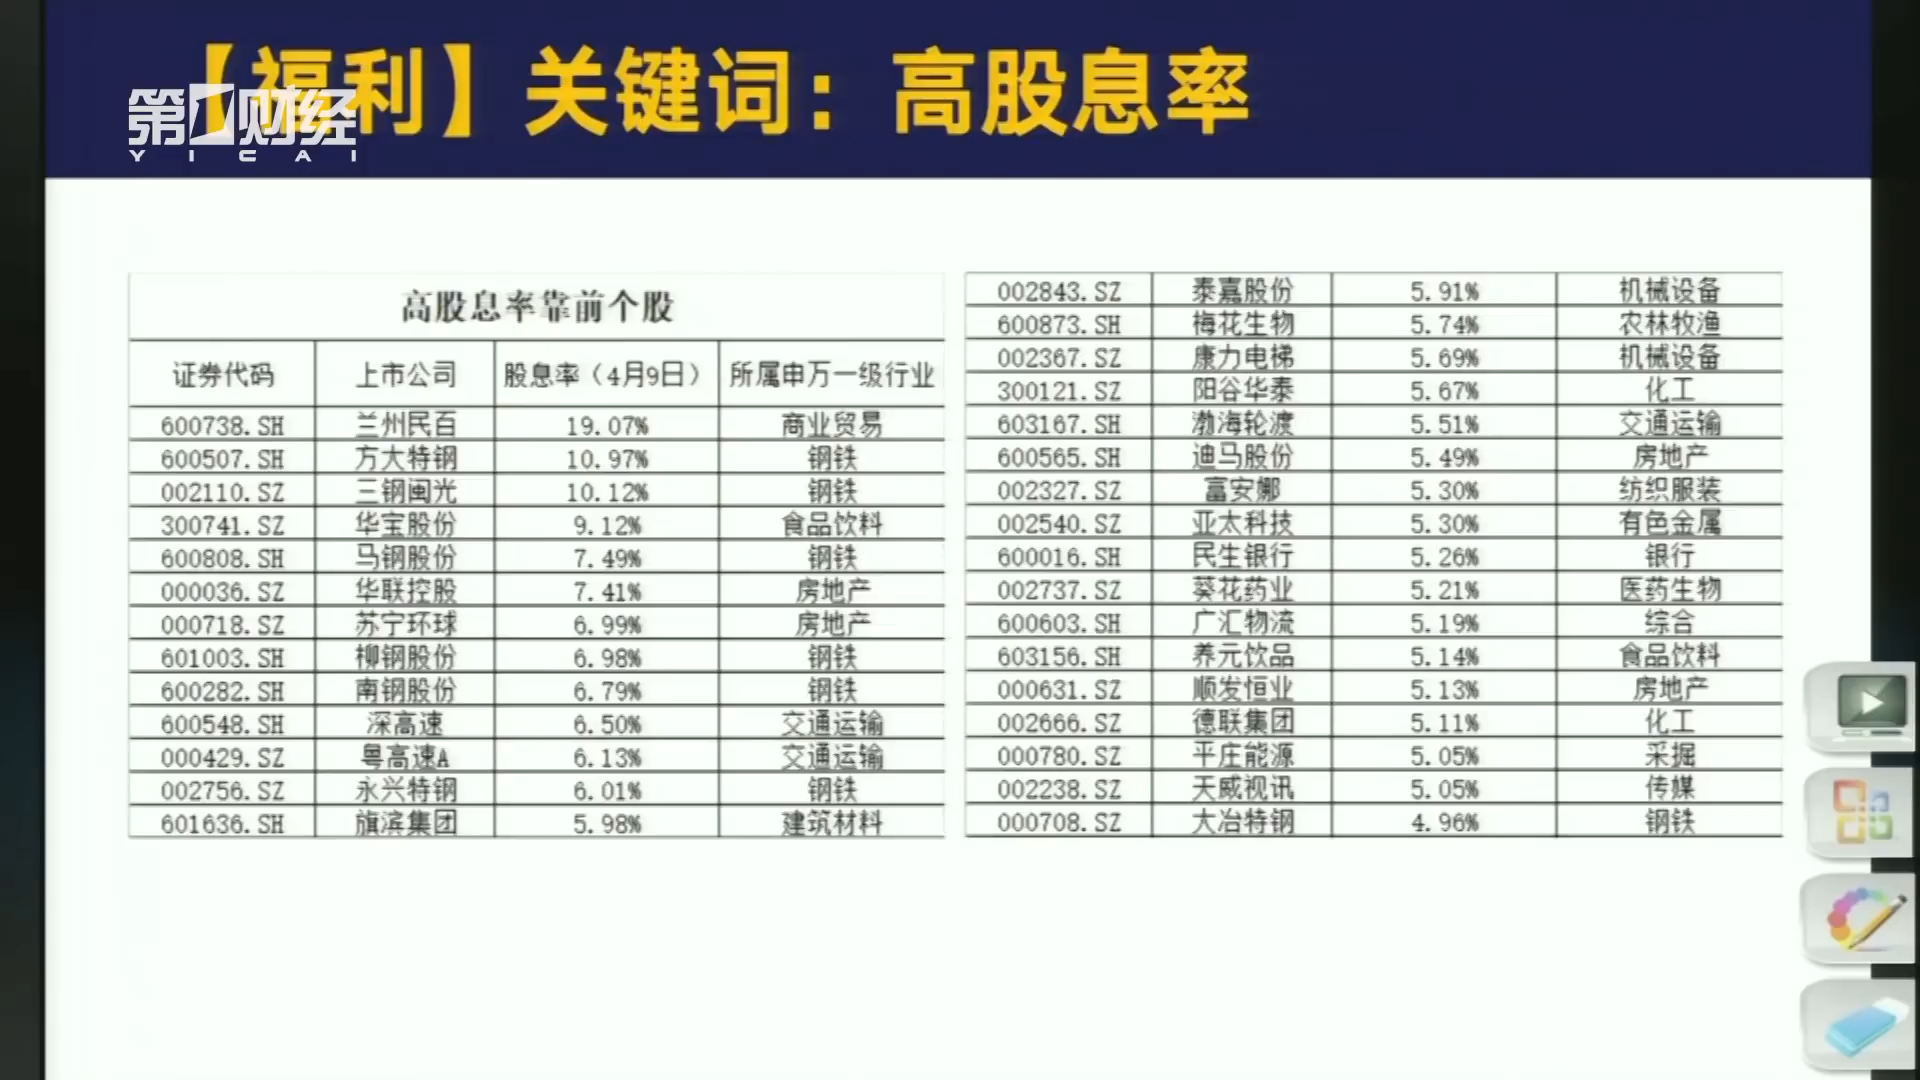 【福利】关键词：高股息率
第1财经
YICAI
高股息率靠前个股
证券代码 上市公司 股息率（4月9日） 所属申万一级行业
600738.SH 兰州民百 19.07% 商业贸易
600507.SH 方大特钢 10.97% 钢铁
002110.SZ 三钢闽光 10.12% 钢铁
300741.SZ 华宝股份 9.12% 食品饮料
600808.SH 马钢股份 7.49% 钢铁
000036.SZ 华联控股 7.41% 房地产
000718.SZ 苏宁环球 6.99% 房地产
601003.SH 柳钢股份 6.98% 钢铁
600282.SH 南钢股份 6.79% 钢铁
600548.SH 深高速 6.50% 交通运输
000429.SZ 粤高速A 6.13% 交通运输
002756.SZ 永兴特钢 6.01% 钢铁
601636.SH 旗滨集团 5.98% 建筑材料
002843.SZ 泰嘉股份 5.91% 机械设备
600873.SH 梅花生物 5.74% 农林牧渔
002367.SZ 康力电梯 5.69% 机械设备
300121.SZ 阳谷华泰 5.67% 化工
603167.SH 渤海轮渡 5.51% 交通运输
600565.SH 迪马股份 5.49% 房地产
002327.SZ 富安娜 5.30% 纺织服装
002540.SZ 亚太科技 5.30% 有色金属
600016.SH 民生银行 5.26% 银行
002737.SZ 葵花药业 5.21% 医药生物
600603.SH 广汇物流 5.19% 综合
603156.SH 养元饮品 5.14% 食品饮料
000631.SZ 顺发恒业 5.13% 房地产
002666.SZ 德联集团 5.11% 化工
000780.SZ 平庄能源 5.05% 采掘
002238.SZ 天威视讯 5.05% 传媒
000708.SZ 大冶特钢 4.96% 钢铁